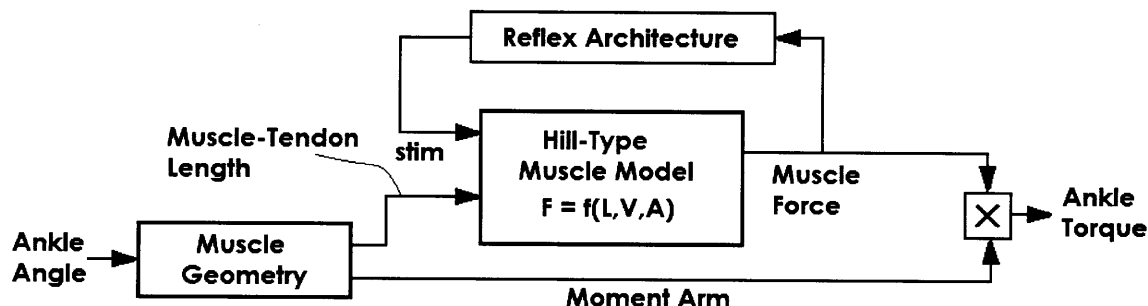 Reflex Architecture
Muscle-Tendon
Length
stim
Hill-Type
Muscle Model
F = f(L,V,A)
Muscle
Force
Ankle
Torque
Ankle
Angle
Muscle
Geometry
Moment Arm